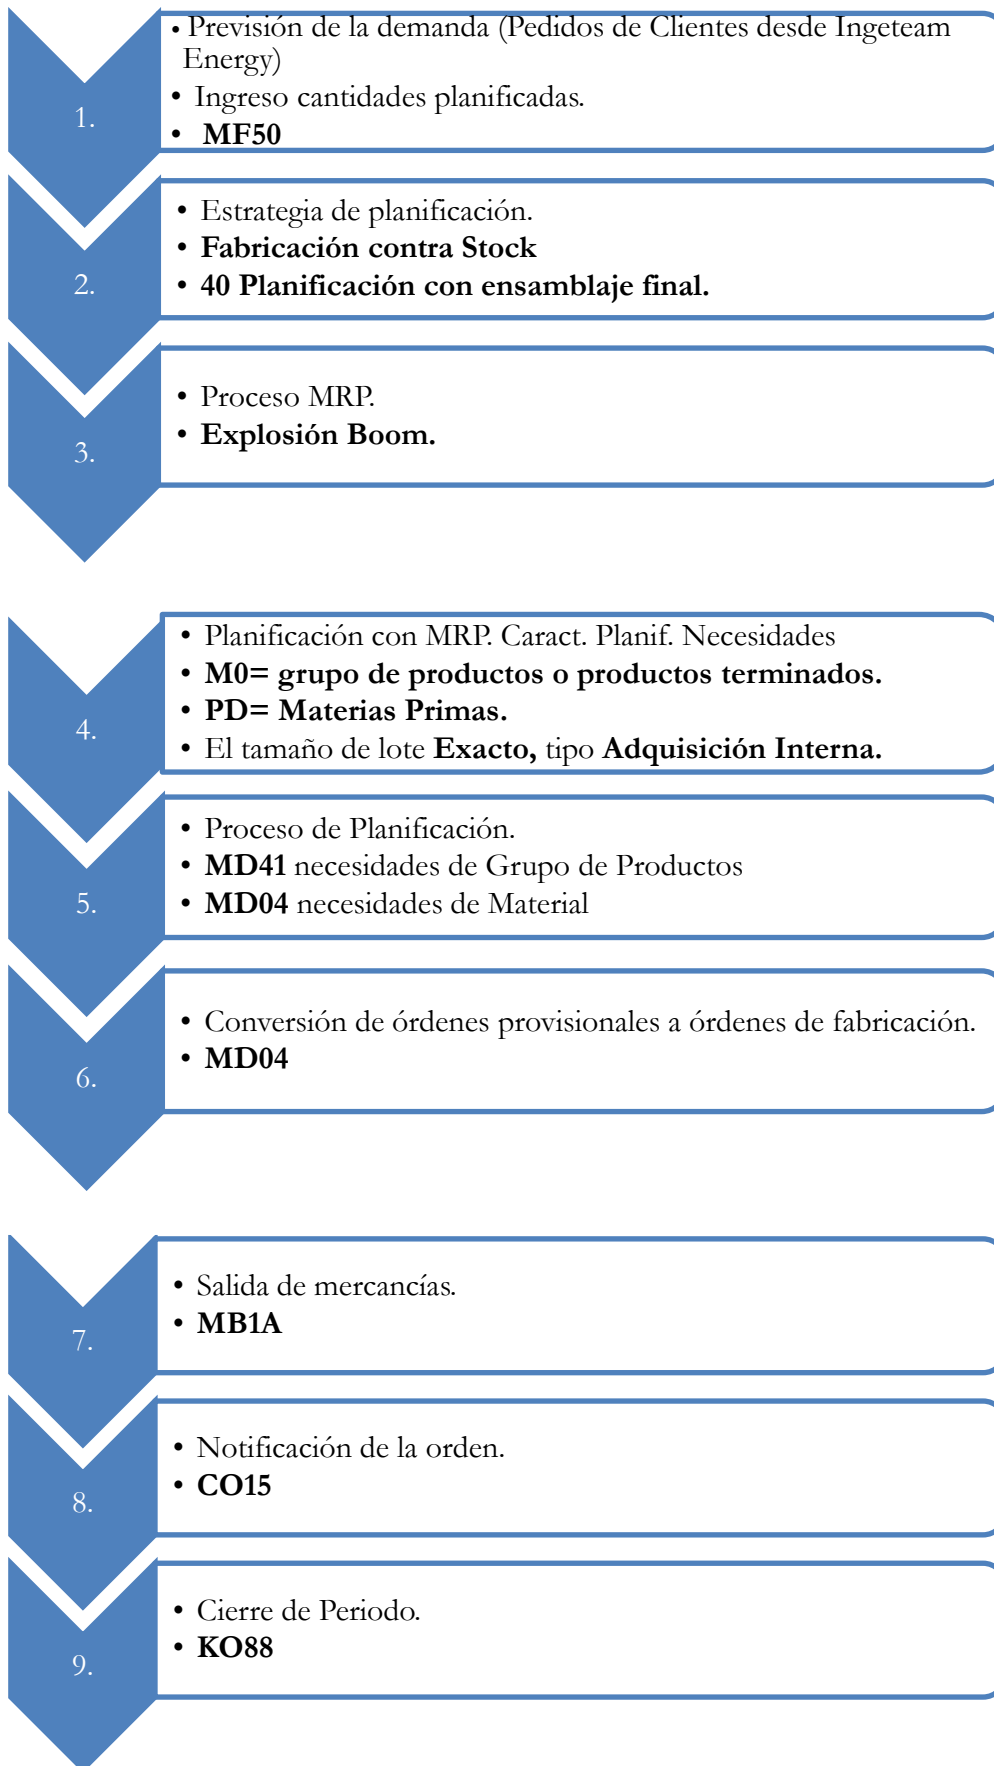 1.
• Previsión de la demanda (Pedidos de Clientes desde Ingeteam
Energy)
• Ingreso cantidades planificadas.
• MF50
2.
• Estrategia de planificación.
• Fabricación contra Stock
• 40 Planificación con ensamblaje final.
3.
• Proceso MRP.
• Explosión Boom.
4.
• Planificación con MRP. Caract. Planif. Necesidades
• M0= grupo de productos o productos terminados.
• PD= Materias Primas.
• El tamaño de lote Exacto, tipo Adquisición Interna.
5.
• Proceso de Planificación.
• MD41 necesidades de Grupo de Productos
• MD04 necesidades de Material
6.
• Conversión de órdenes provisionales a órdenes de fabricación.
• MD04
7.
• Salida de mercancías.
• MB1A
8.
• Notificación de la orden.
• CO15
9.
• Cierre de Periodo.
• KO88